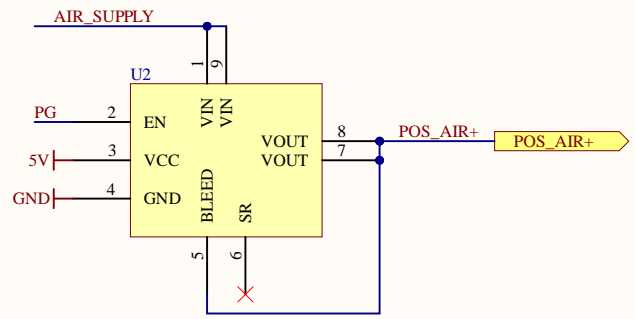 AIR_SUPPLY
U2
1
9
VIN
VIN
PG
2
EN
5V
3
VCC
GND
4
GND
VOUT
8
VOUT
7
POS_AIR+
POS_AIR+
BLEED
SR
5
6